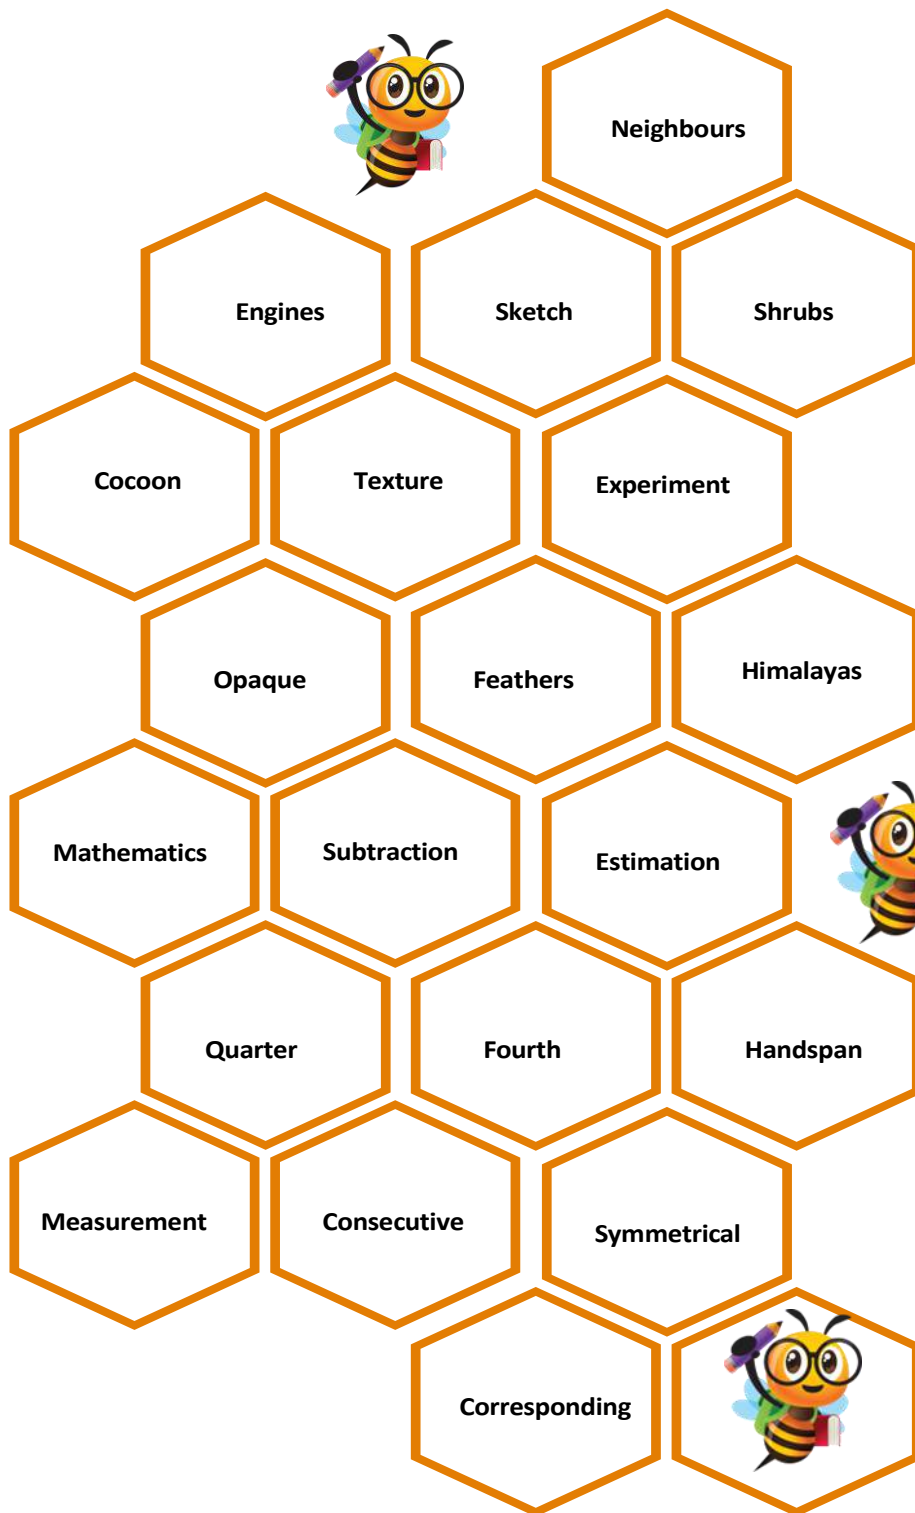 Neighbours
Engines
Sketch
Shrubs
Cocoon
Texture
Experiment
Opaque
Feathers
Himalayas
Mathematics
Subtraction
Estimation
Quarter
Fourth
Handspan
Measurement
Consecutive
Symmetrical
Corresponding